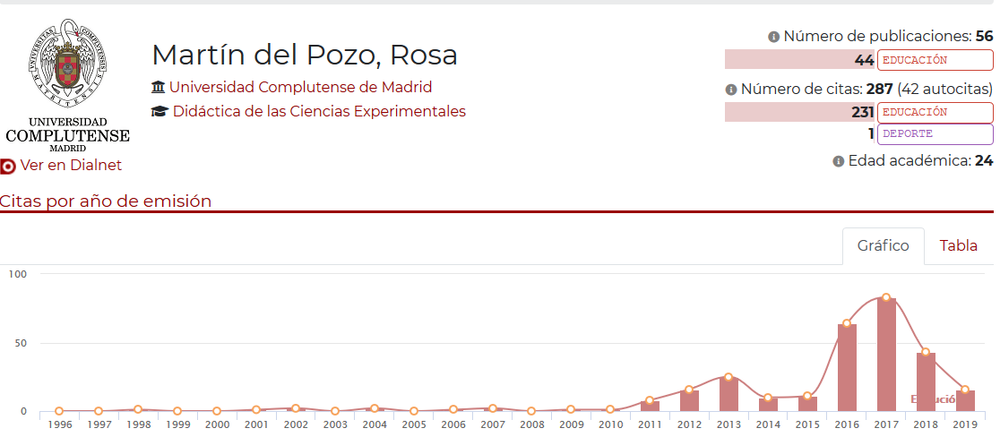 Martín del Pozo, Rosa
Universidad Complutense de Madrid
Didáctica de las Ciencias Experimentales
UNIVERSITAS COMPLUTENSIS MATRITENSIS
UNIVERSIDAD
COMPLUTENSE
MADRID
Ver en Dialnet
Número de publicaciones: 56
44 EDUCACIÓN
Número de citas: 287 (42 autocitas)
231 EDUCACIÓN
1 DEPORTE
Edad académica: 24
Citas por año de emisión
Gráfico Tabla
100
50
0
1996 1997 1998 1999 2000 2001 2002 2003 2004 2005 2006 2007 2008 2009 2010 2011 2012 2013 2014 2015 2016 2017 2018 2019